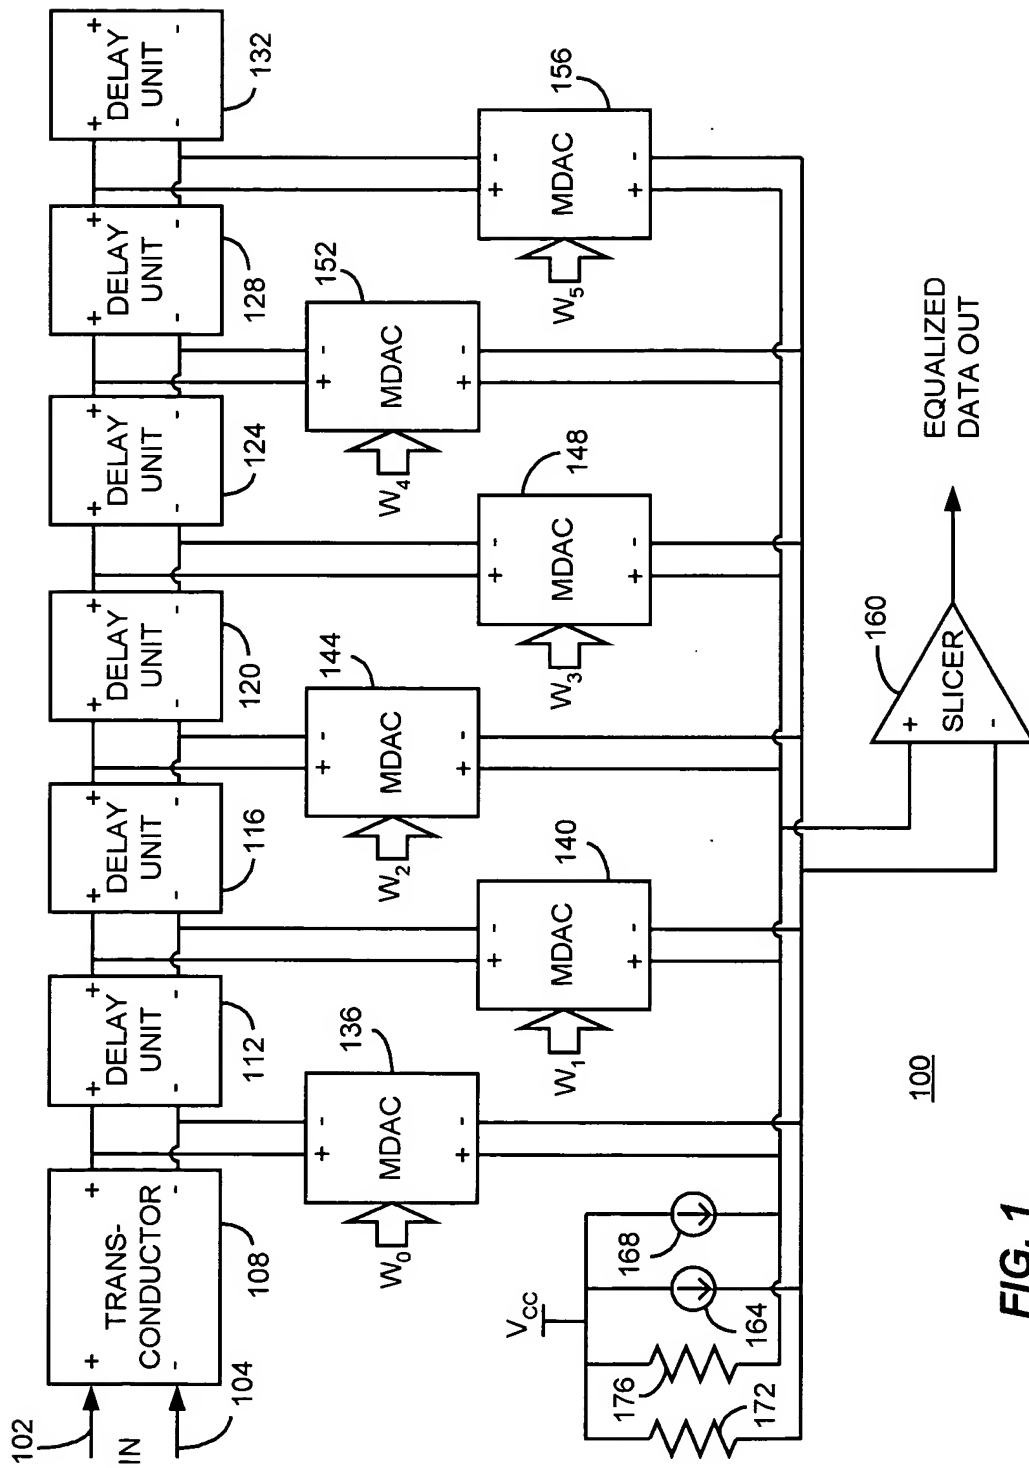 102
IN
104
+
-
TRANS-
CONDUCTOR
+
-
108
+
-
DELAY
UNIT
+
-
112
+
-
DELAY
UNIT
+
-
116
+
-
DELAY
UNIT
+
-
120
+
-
DELAY
UNIT
+
-
124
+
-
DELAY
UNIT
+
-
128
+
-
DELAY
UNIT
+
-
132
W0
+ -
MDAC
+ -
136
W1
+ -
MDAC
+ -
140
W2
+ -
MDAC
+ -
144
W3
+ -
MDAC
+ -
148
W4
+ -
MDAC
+ -
152
W5
+ -
MDAC
+ -
156
VCC
172
176
164
168
+
-
SLICER
160
EQUALIZED
DATA OUT
100
FIG. 1